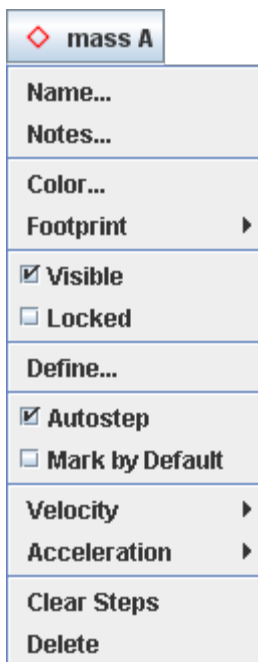 mass A
Name...
Notes...
Color...
Footprint
Visible
Locked
Define...
Autostep
Mark by Default
Velocity
Acceleration
Clear Steps
Delete